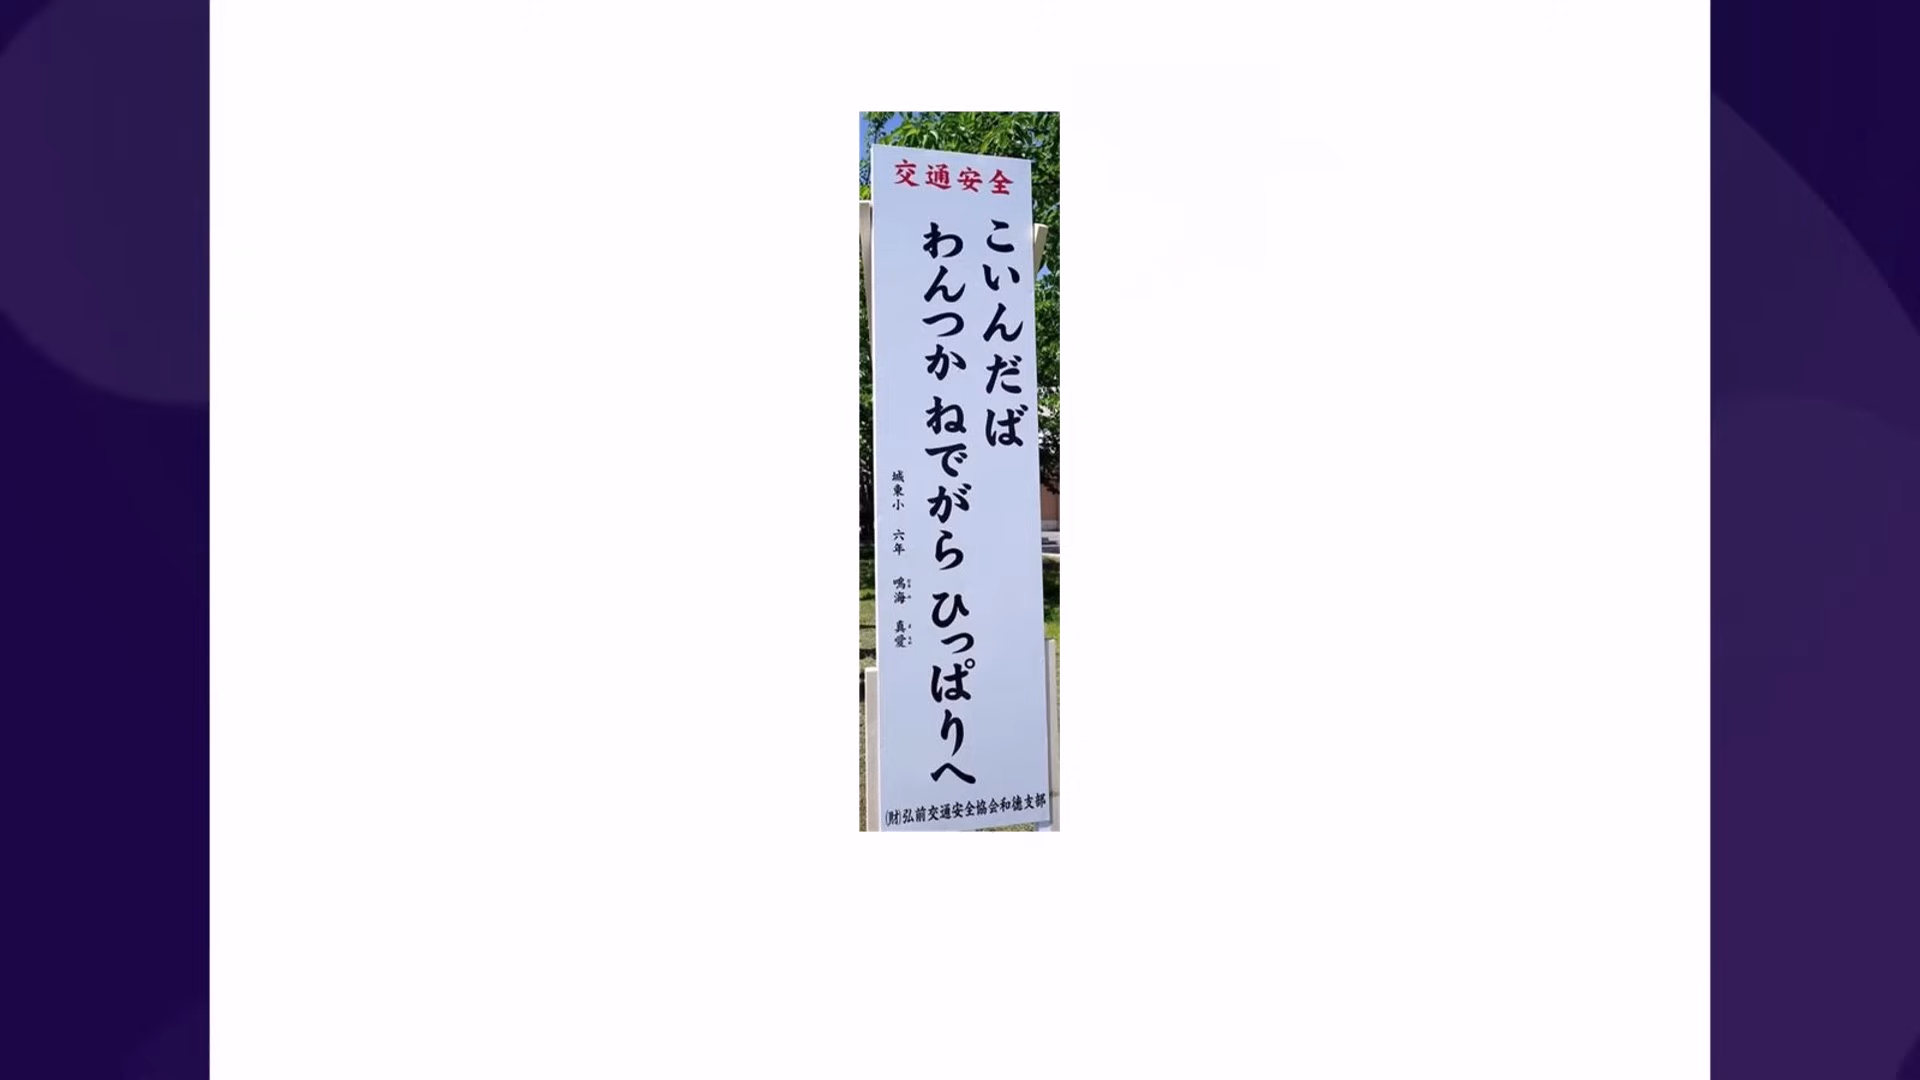 交通安全
こいんだば
わんつか ねでがら ひっぱりへ
城東小 六年 鳴海 真愛
(財)弘前交通安全協会和徳支部